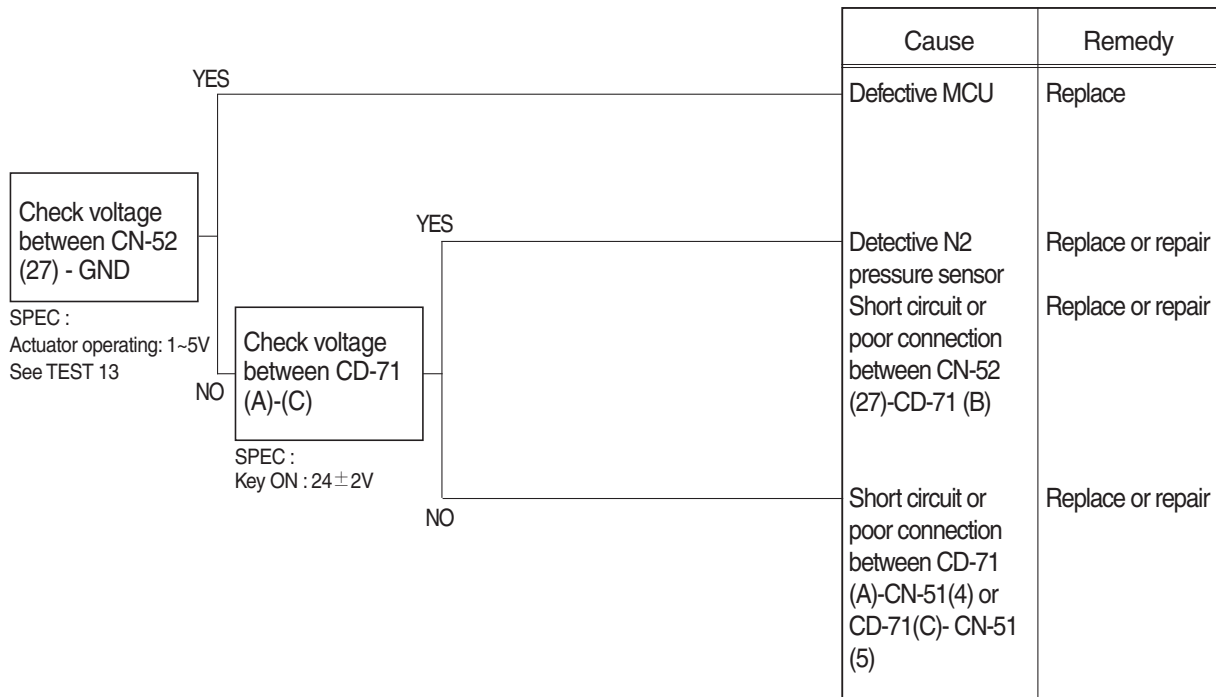 Cause
Remedy
YES
Defective MCU
Replace
Check voltage
between CN-52
(27) - GND
SPEC :
Actuator operating: 1~5V
See TEST 13
YES
Detective N2
pressure sensor
Replace or repair
Short circuit or
poor connection
between CN-52
(27)-CD-71 (B)
Replace or repair
NO
Check voltage
between CD-71
(A)-(C)
SPEC :
Key ON : 24±2V
NO
Short circuit or
poor connection
between CD-71
(A)-CN-51(4) or
CD-71(C)- CN-51
(5)
Replace or repair